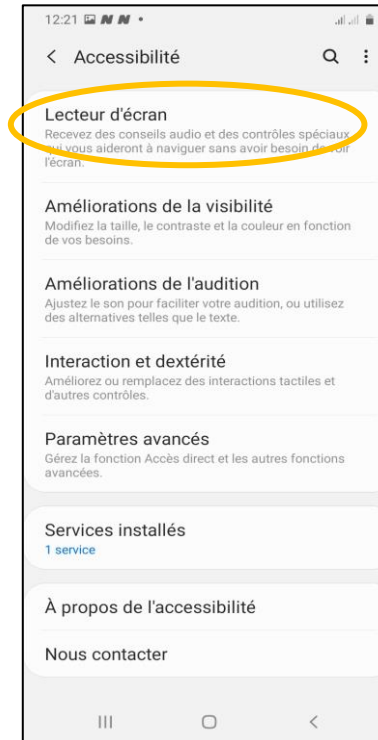 12:21
Accessibilité
Lecteur d'écran
Recevez des conseils audio et des contrôles spéciaux
qui vous aideront à naviguer sans avoir besoin de voir
l'écran.
Améliorations de la visibilité
Modifiez la taille, le contraste et la couleur en fonction
de vos besoins.
Améliorations de l'audition
Ajustez le son pour faciliter votre audition, ou utilisez
des alternatives telles que le texte.
Interaction et dextérité
Améliorez ou remplacez des interactions tactiles et
d'autres contrôles.
Paramètres avancés
Gérez la fonction Accès direct et les autres fonctions
avancées.
Services installés
1 service
À propos de l'accessibilité
Nous contacter